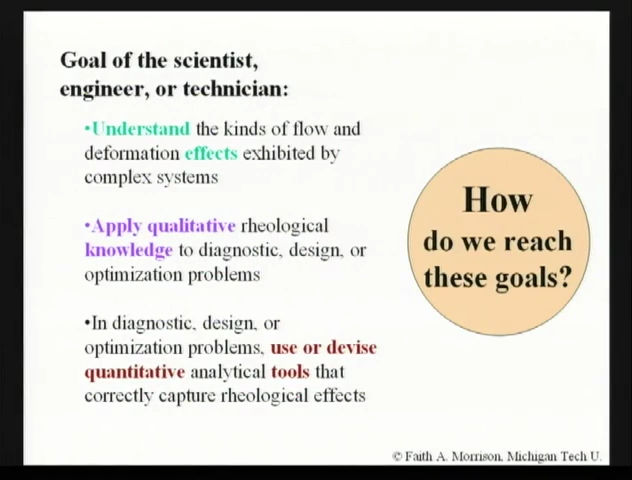 Goal of the scientist,
engineer, or technician:
•Understand the kinds of flow and
deformation effects exhibited by
complex systems
•Apply qualitative rheological
knowledge to diagnostic, design, or
optimization problems
•In diagnostic, design, or
optimization problems, use or devise
quantitative analytical tools that
correctly capture rheological effects
How
do we reach
these goals?
© Faith A. Morrison, Michigan Tech U.